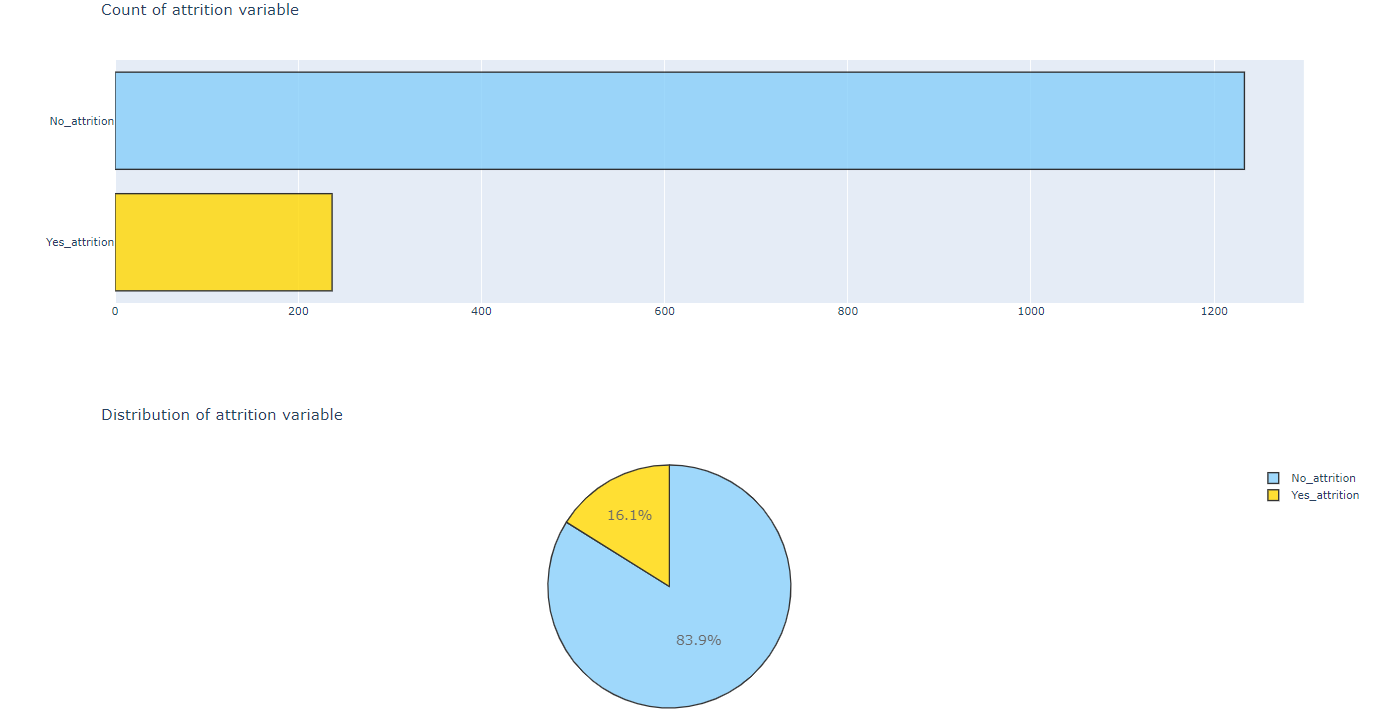 Count of attrition variable
No_attrition
Yes_attrition
0 200 400 600 800 1000 1200
Distribution of attrition variable
No_attrition
Yes_attrition
16.1%
83.9%